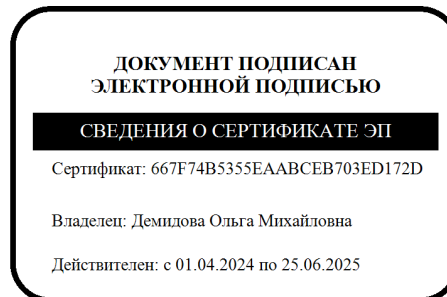 ДОКУМЕНТ ПОДПИСАН
ЭЛЕКТРОННОЙ ПОДПИСЬЮ
СВЕДЕНИЯ О СЕРТИФИКАТЕ ЭП
Сертификат: 667F74B5355EAABCEB703ED172D
Владелец: Демидова Ольга Михайловна
Действителен: с 01.04.2024 по 25.06.2025